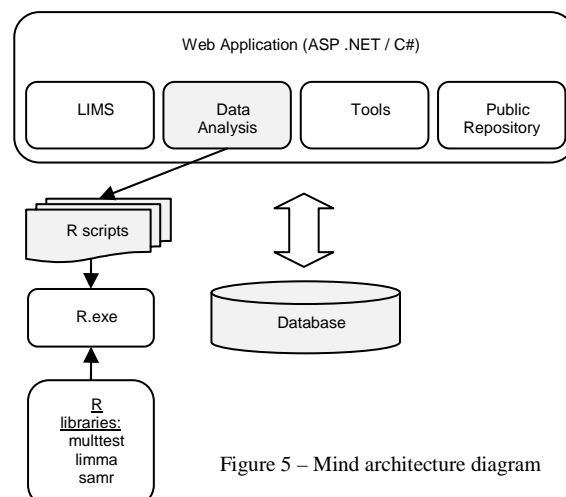 Web Application (ASP .NET / C#)
LIMS
Data
Analysis
Tools
Public
Repository
R scripts
R.exe
Database
R
libraries:
multtest
limma
samr
Figure 5 – Mind architecture diagram